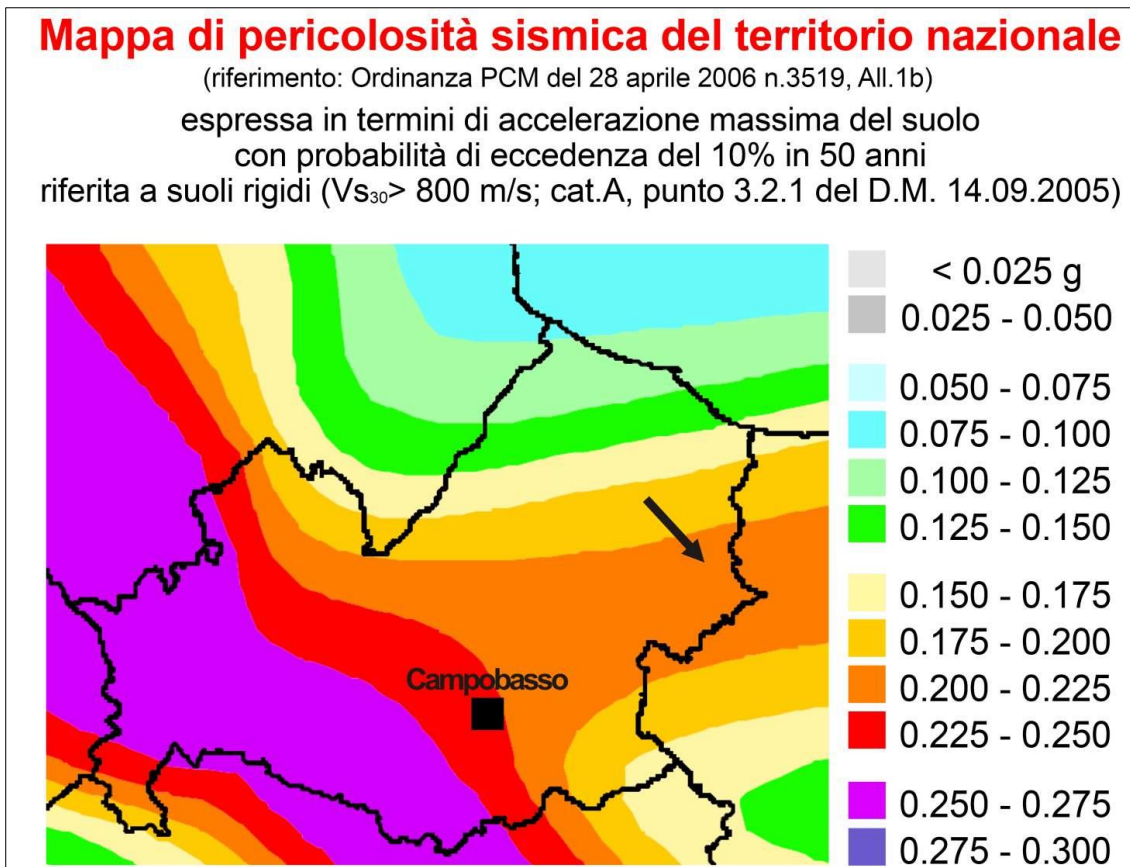 Mappa di pericolosità sismica del territorio nazionale
(riferimento: Ordinanza PCM del 28 aprile 2006 n.3519, All.1b)
espressa in termini di accelerazione massima del suolo
con probabilità di eccedenza del 10% in 50 anni
riferita a suoli rigidi (Vs30> 800 m/s; cat.A, punto 3.2.1 del D.M. 14.09.2005)
< 0.025 g
0.025 - 0.050
0.050 - 0.075
0.075 - 0.100
0.100 - 0.125
0.125 - 0.150
0.150 - 0.175
0.175 - 0.200
0.200 - 0.225
0.225 - 0.250
0.250 - 0.275
0.275 - 0.300
Campobasso